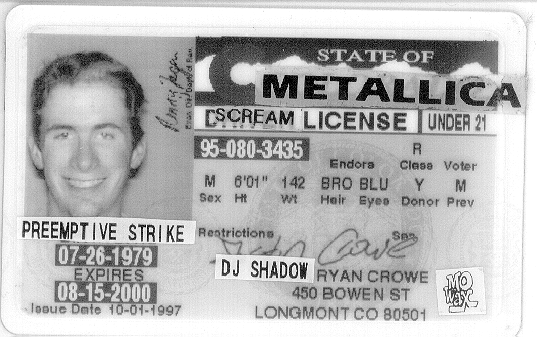 STATE OF
METALLICA
SCREAM LICENSE UNDER 21
95-080-3435
Endors R
Class Voter
M 6'01" 142 BRO BLU Y M
Sex Ht Wt Hair Eyes Donor Prev
PREEMPTIVE STRIKE
Restrictions
07-26-1979
EXPIRES
08-15-2000
Issue Date 10-01-1997
DJ SHADOW
RYAN CROWE
450 BOWEN ST
LONGMONT CO 80501
MO WAX